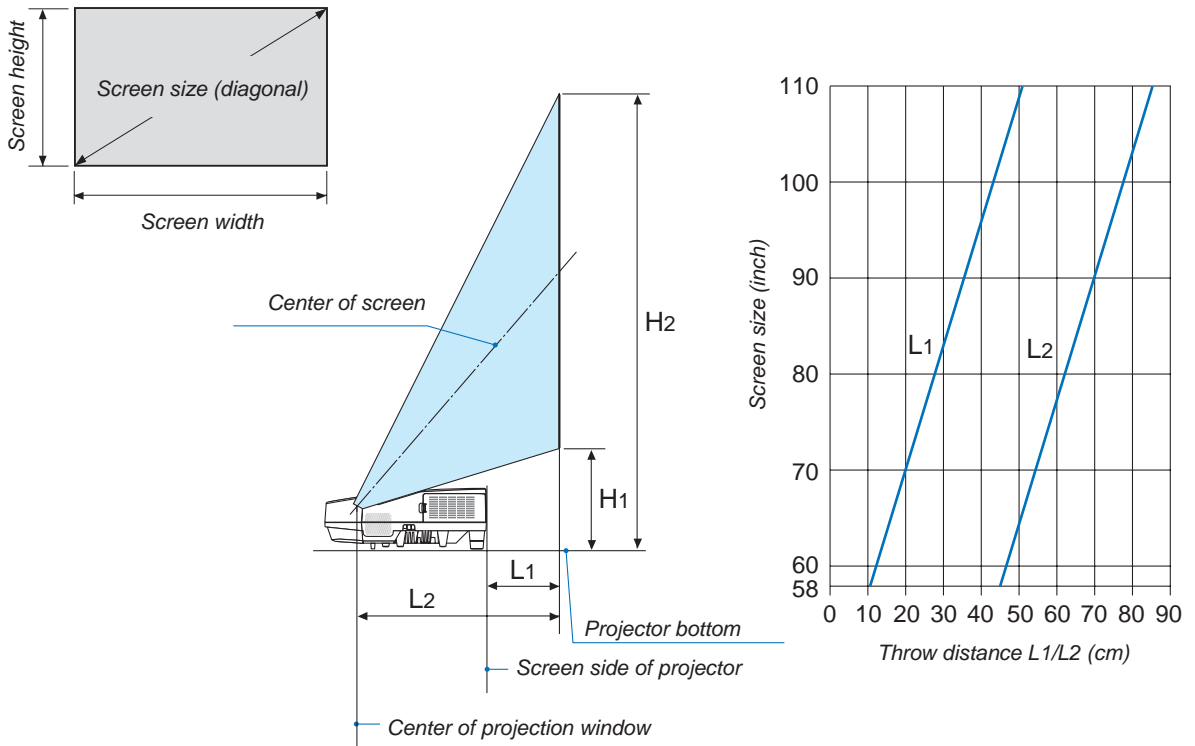 Screen height
Screen size (diagonal)
Screen width
Center of screen
H2
H1
L1
L2
Projector bottom
Screen side of projector
Center of projection window
Screen size (inch)
110
100
90
80
70
60
58
L1
L2
0 10 20 30 40 50 60 70 80 90
Throw distance L1/L2 (cm)